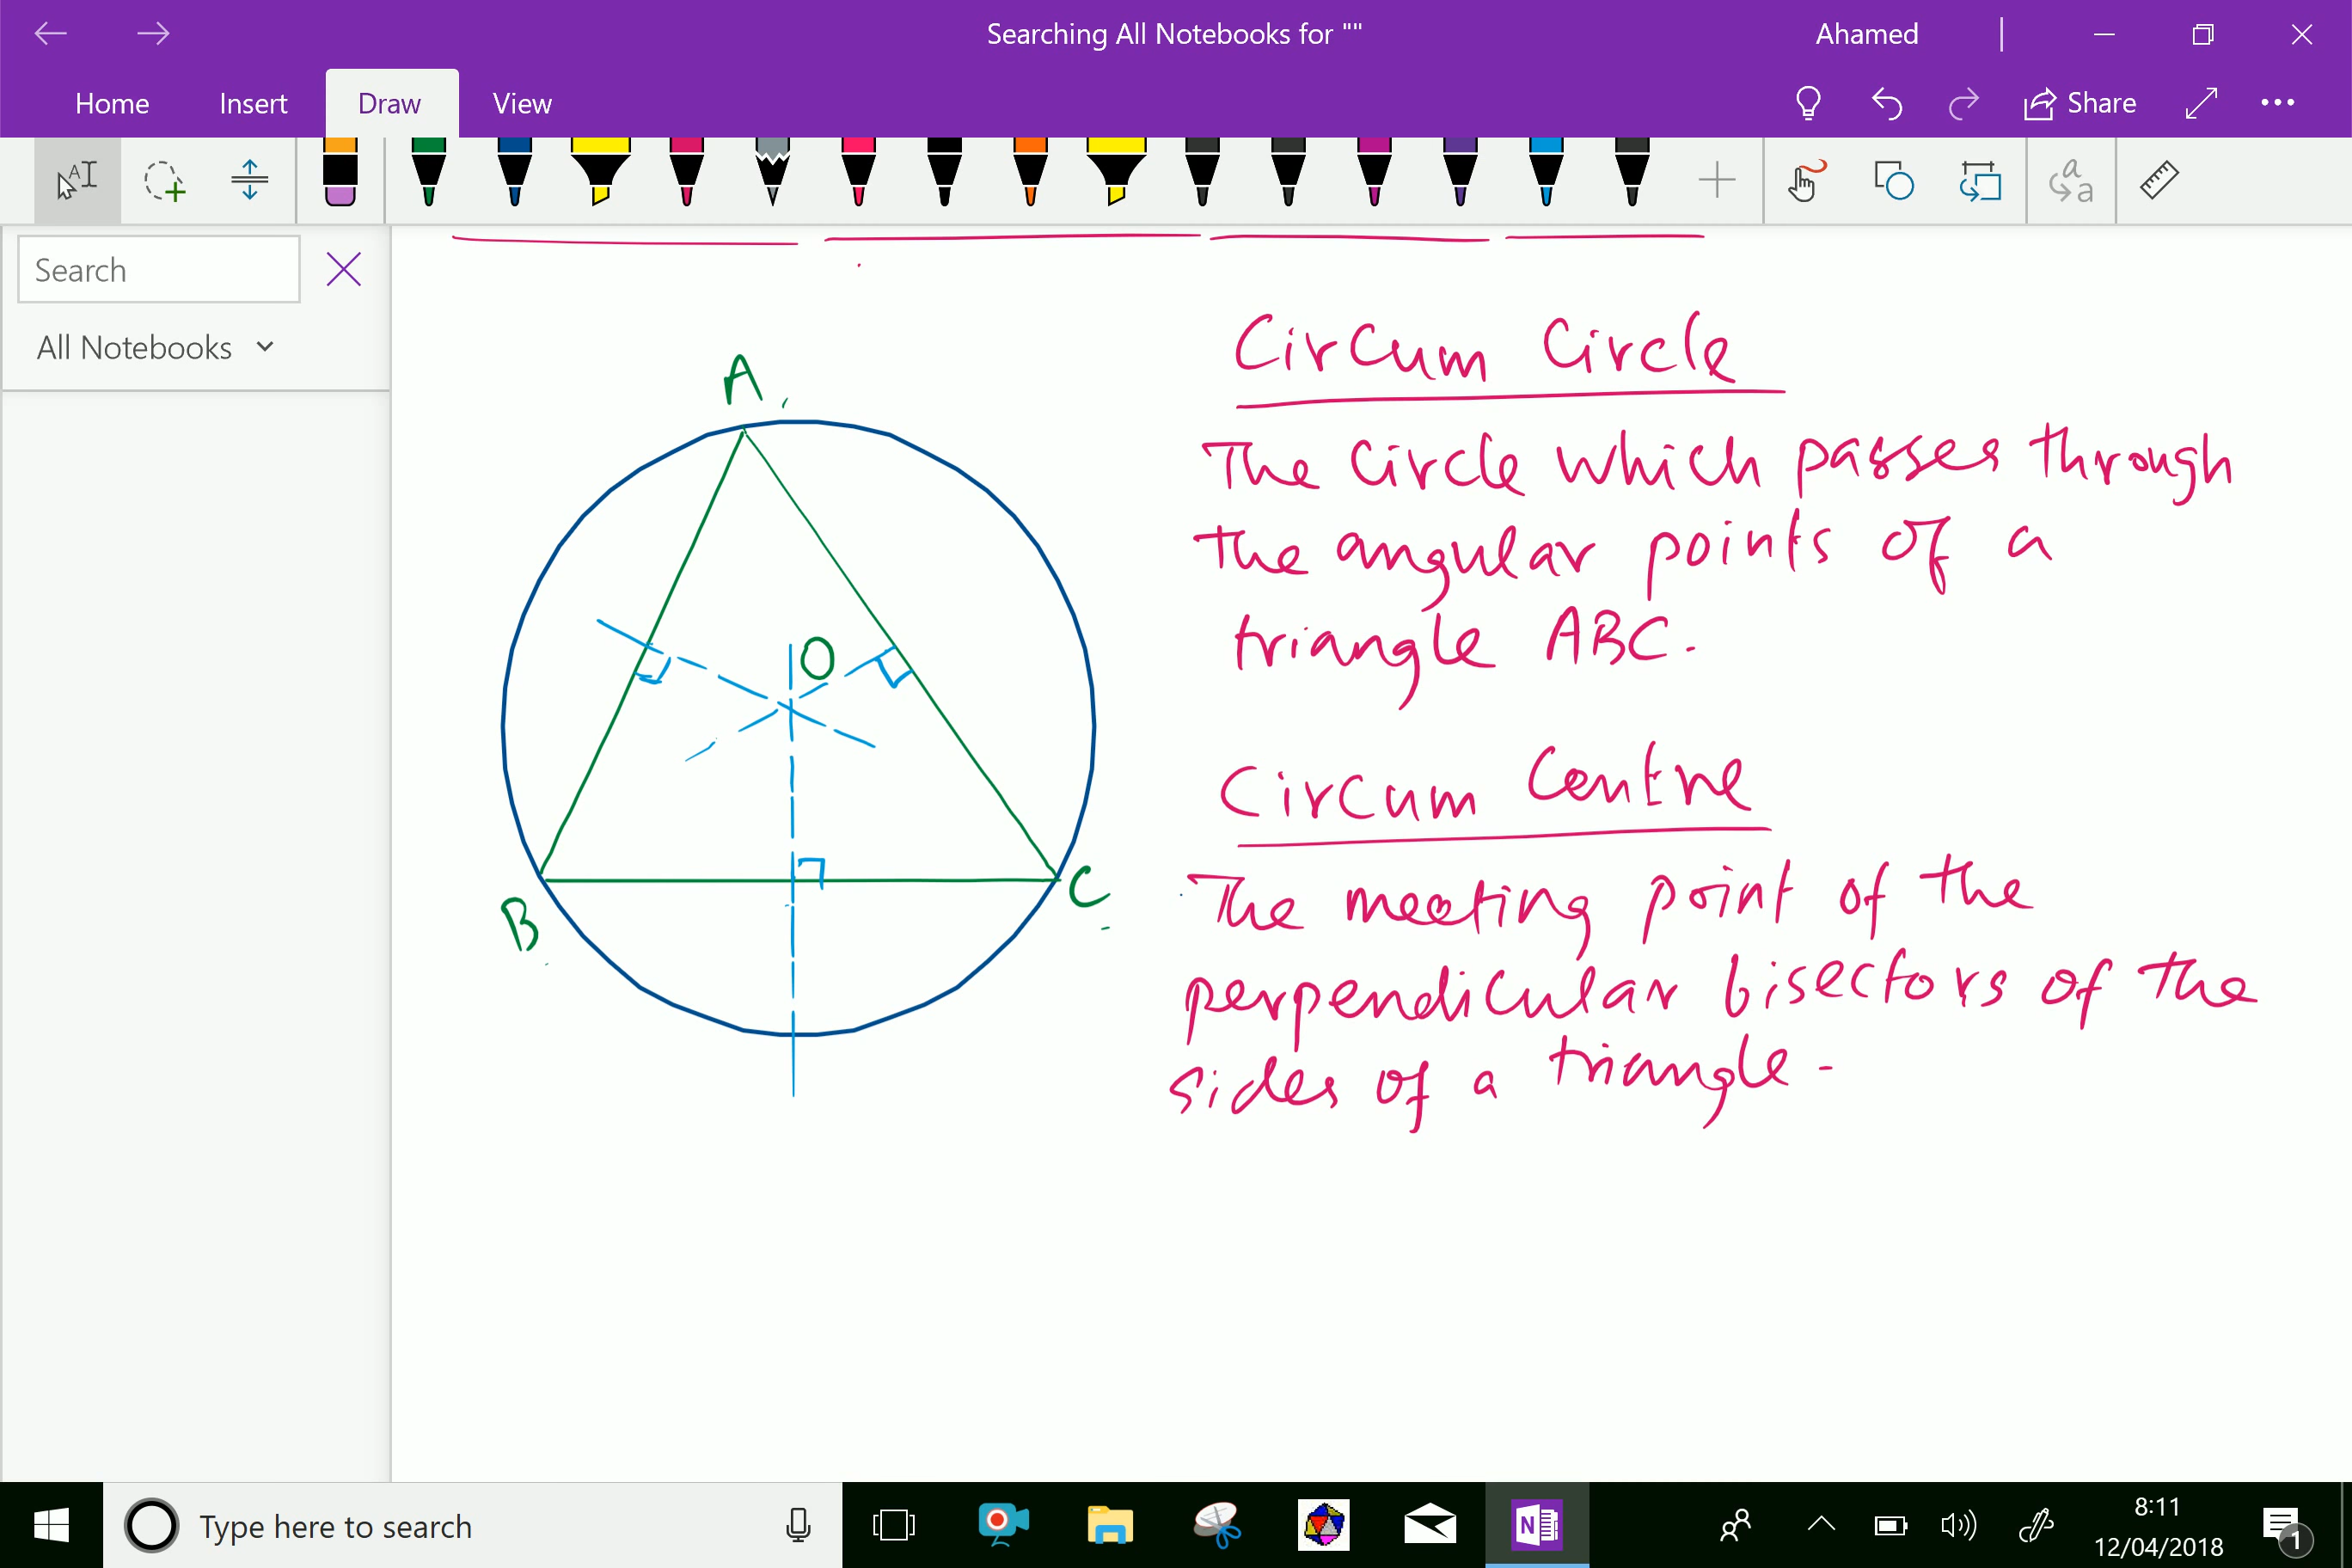 Searching All Notebooks for ""
Ahamed
Home Insert Draw View
Share
Search
All Notebooks
Circum Circle
The circle which passes through
the angular points of a
triangle ABC.
Circum Centre
The meeting point of the
perpendicular bisectors of the
sides of a triangle.
A
O
B
C
Type here to search
8:11
12/04/2018
1